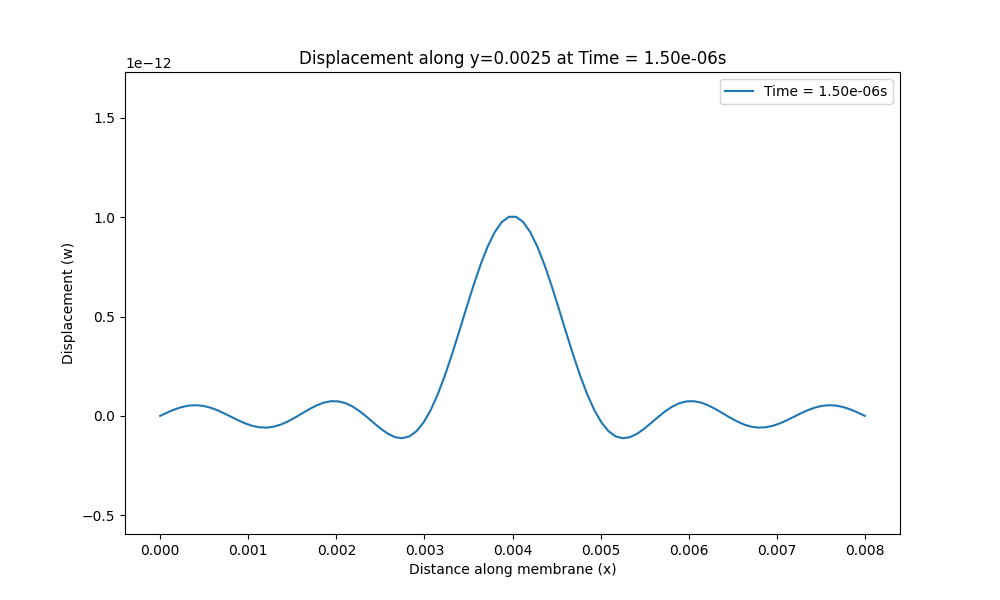 Displacement along y=0.0025 at Time = 1.50e-06s
1e−12
Time = 1.50e-06s
1.5
1.0
0.5
0.0
−0.5
Displacement (w)
0.000 0.001 0.002 0.003 0.004 0.005 0.006 0.007 0.008
Distance along membrane (x)